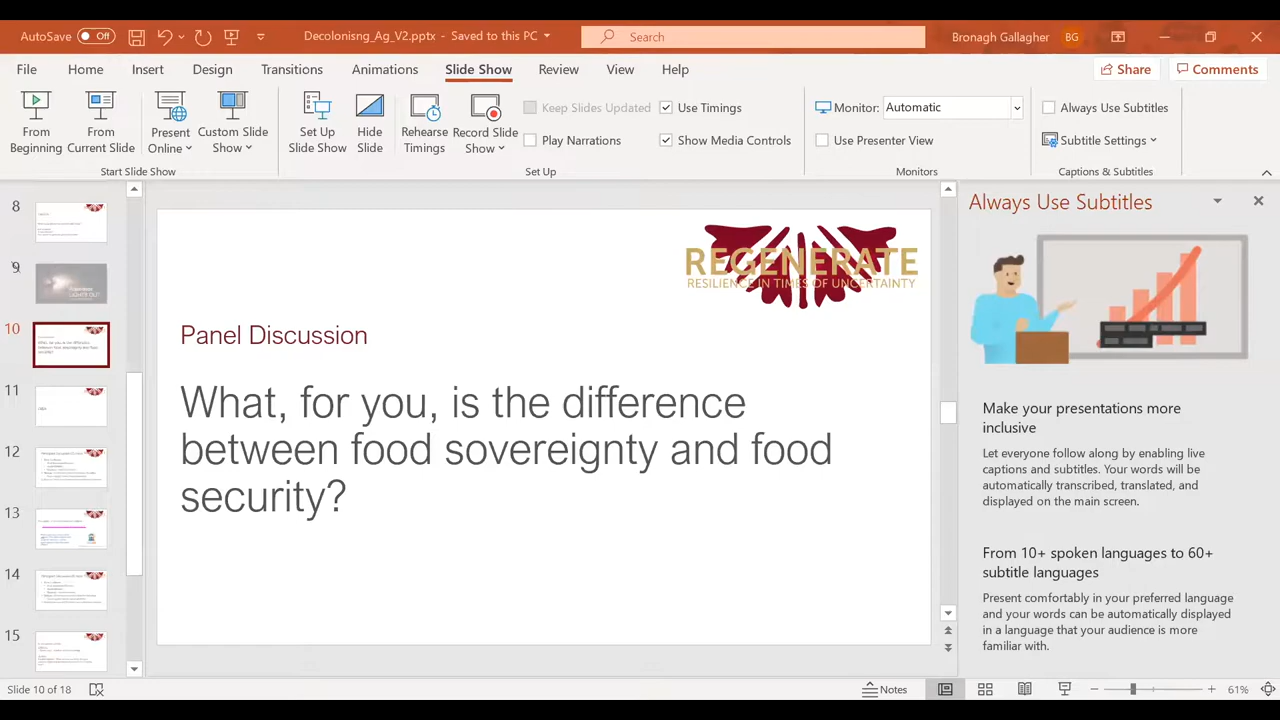 AutoSave Off
Decolonisng_Ag_V2.pptx - Saved to this PC
Search
Bronagh Gallagher BG
File Home Insert Design Transitions Animations Slide Show Review View Help
Share Comments
From Beginning
From Current Slide
Present Online
Custom Slide Show
Start Slide Show
Set Up Slide Show
Hide Slide
Rehearse Timings
Record Slide Show
Keep Slides Updated
Play Narrations
Use Timings
Show Media Controls
Set Up
Monitor: Automatic
Use Presenter View
Monitors
Always Use Subtitles
Subtitle Settings
Captions & Subtitles
8
9
10
11
12
13
14
15
REGENERATE
RESILIENCE IN TIMES OF UNCERTAINTY
Panel Discussion
What, for you, is the difference
between food sovereignty and food
security?
Always Use Subtitles
Make your presentations more
inclusive
Let everyone follow along by enabling live
captions and subtitles. Your words will be
automatically transcribed, translated, and
displayed on the main screen.
From 10+ spoken languages to 60+
subtitle languages
Present comfortably in your preferred language
and your words can be automatically displayed
in a language that your audience is more
familiar with.
Slide 10 of 18
Notes
61%